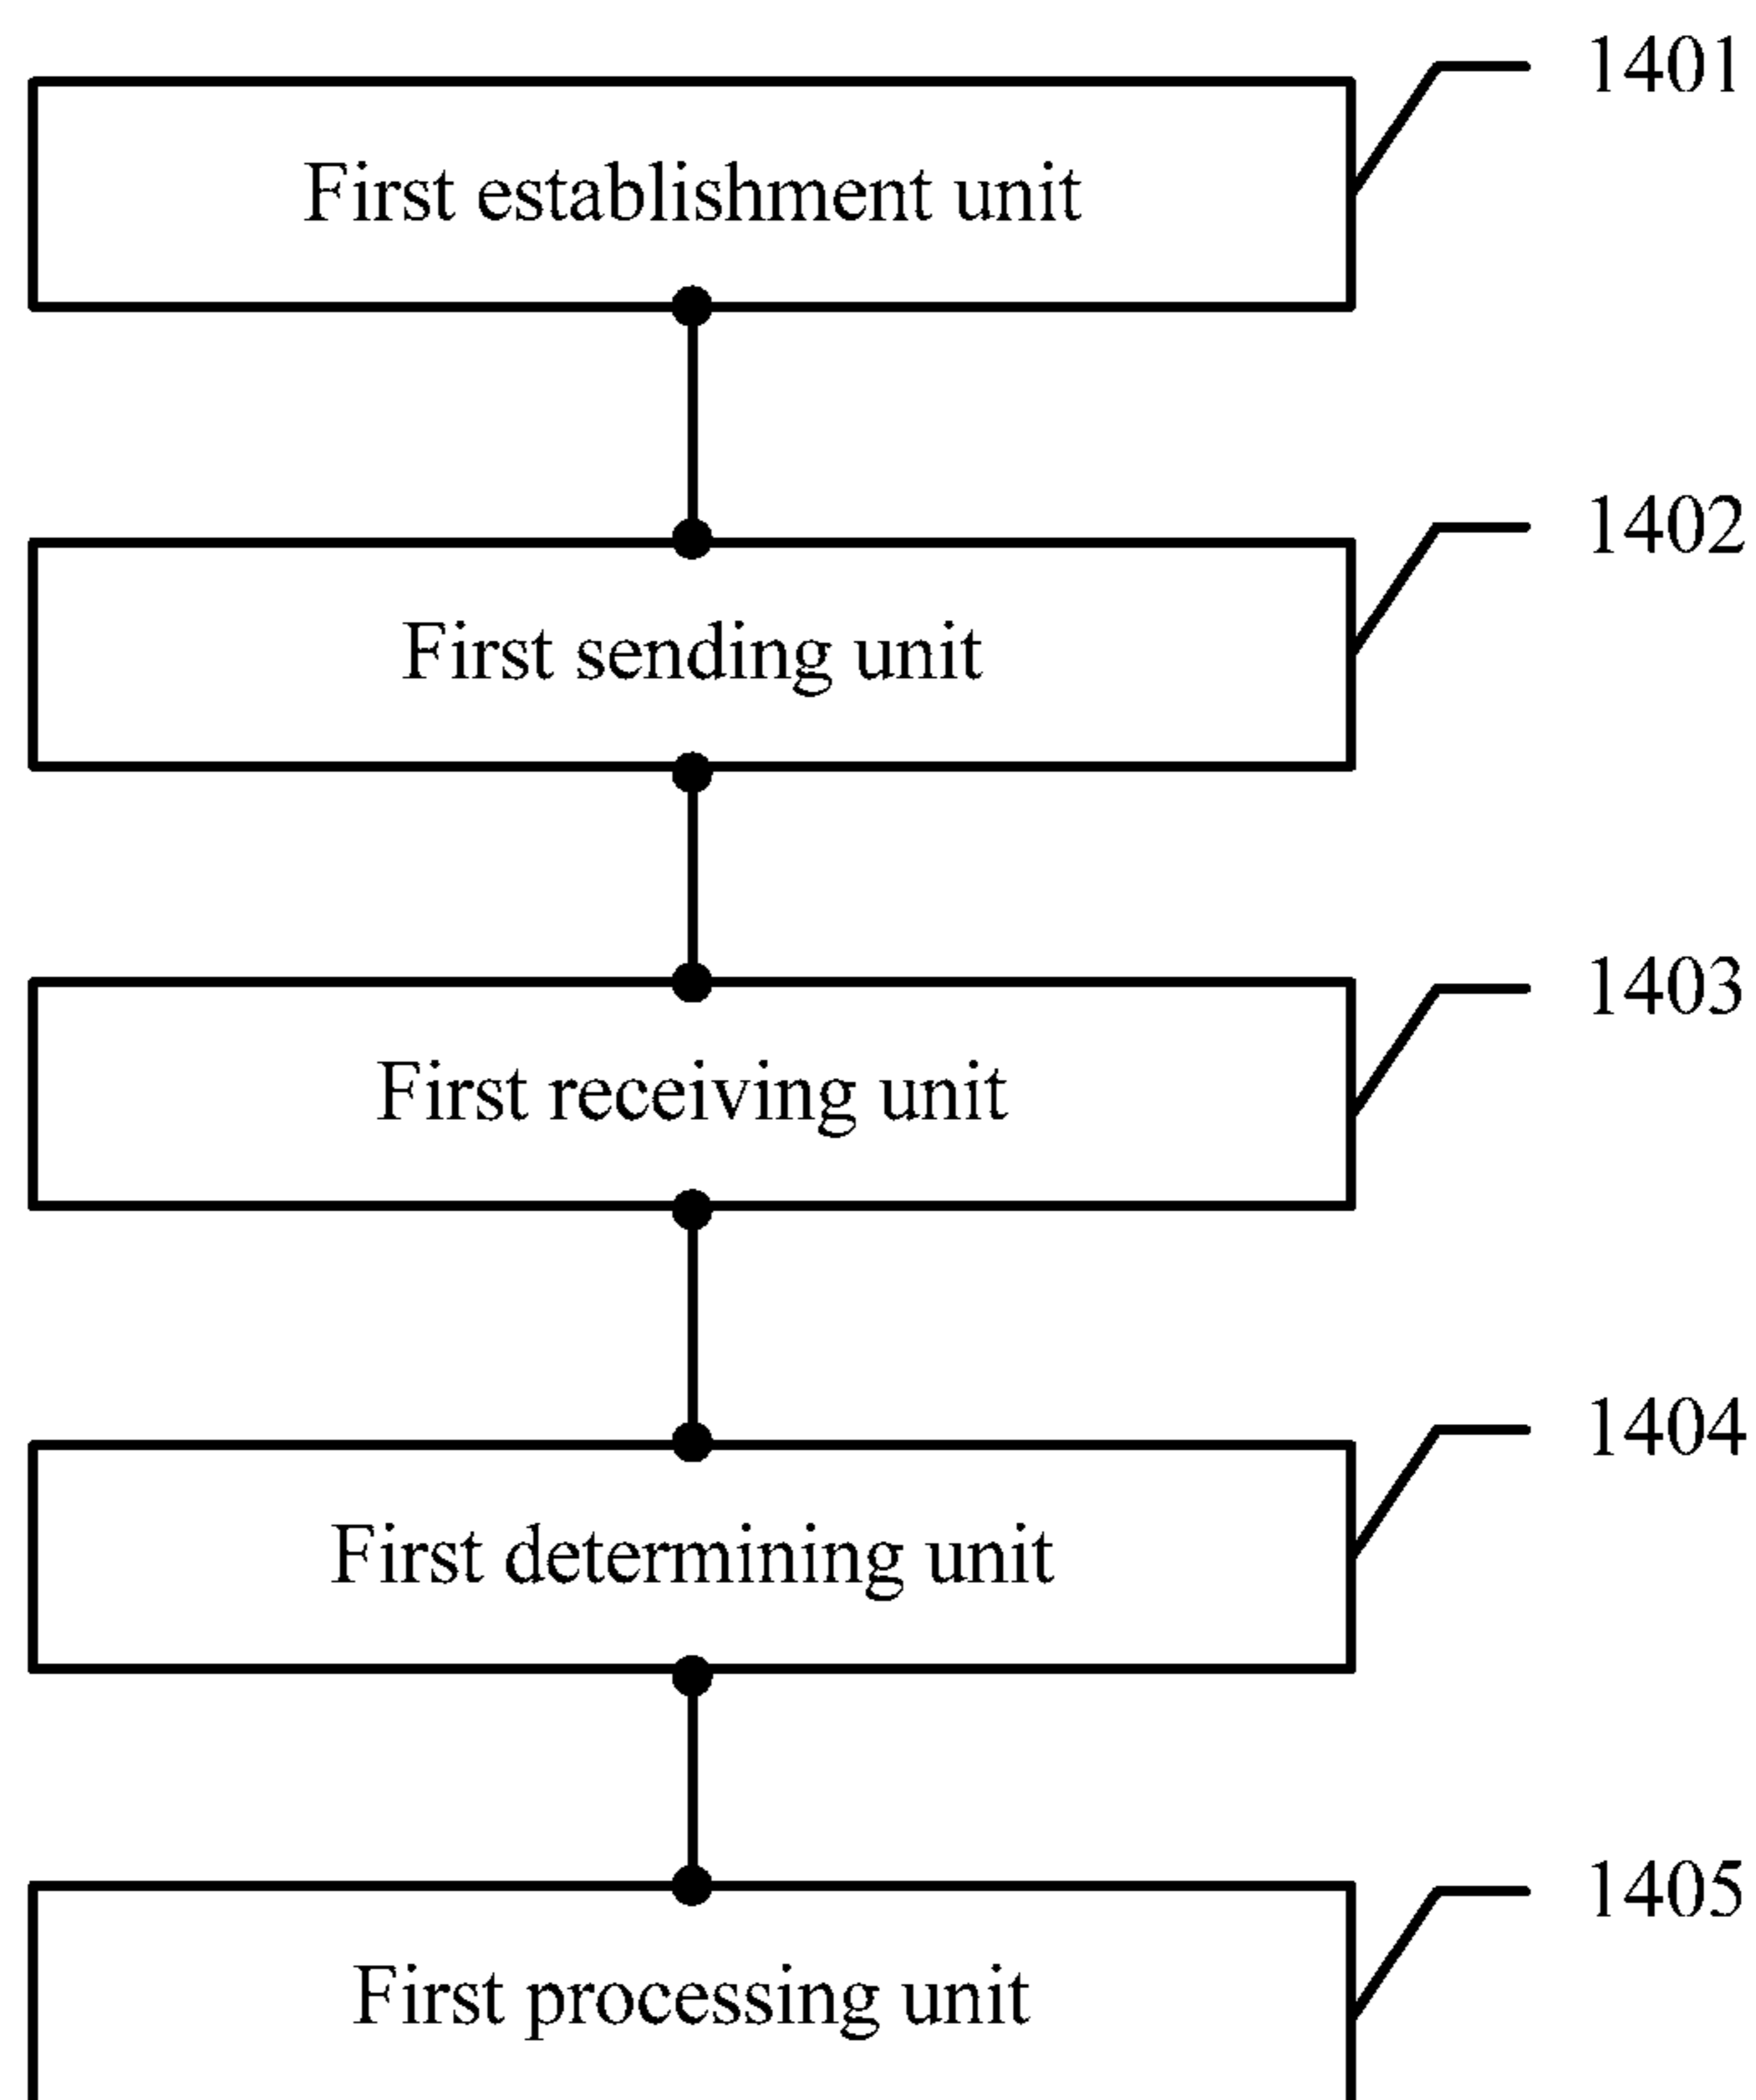 1401
First establishment unit
1402
First sending unit
1403
First receiving unit
1404
First determining unit
1405
First processing unit